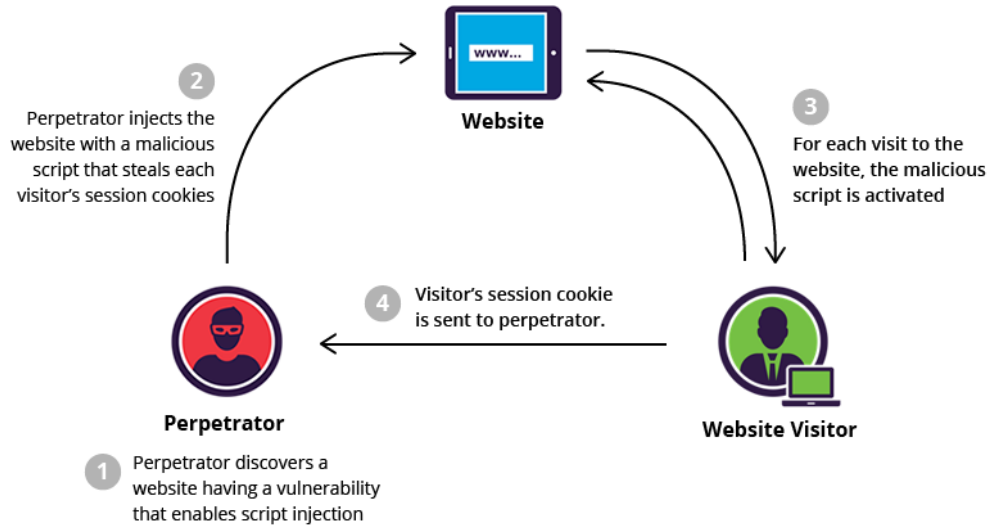 www...
Website
2
Perpetrator injects the
website with a malicious
script that steals each
visitor's session cookies
3
For each visit to the
website, the malicious
script is activated
4
Visitor's session cookie
is sent to perpetrator.
Perpetrator
Website Visitor
1
Perpetrator discovers a
website having a vulnerability
that enables script injection